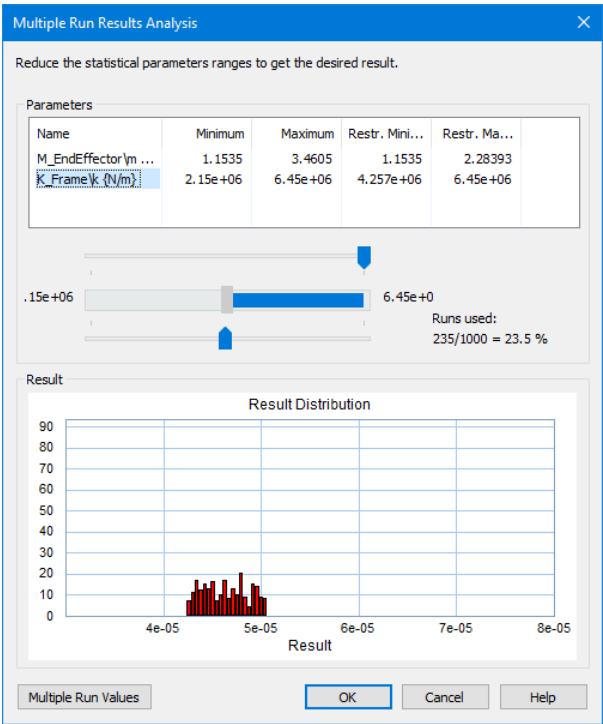 Multiple Run Results Analysis
Reduce the statistical parameters ranges to get the desired result.
Parameters
Name Minimum Maximum Restr. Mini... Restr. Ma...
M_EndEffector\m ... 1.1535 3.4605 1.1535 2.28393
K_Frame\k {N/m} 2.15e+06 6.45e+06 4.257e+06 6.45e+06
.15e+06 6.45e+0
Runs used:
235/1000 = 23.5 %
Result
Result Distribution
90
80
70
60
50
40
30
20
10
0
4e-05 5e-05 6e-05 7e-05 8e-05
Result
Multiple Run Values OK Cancel Help